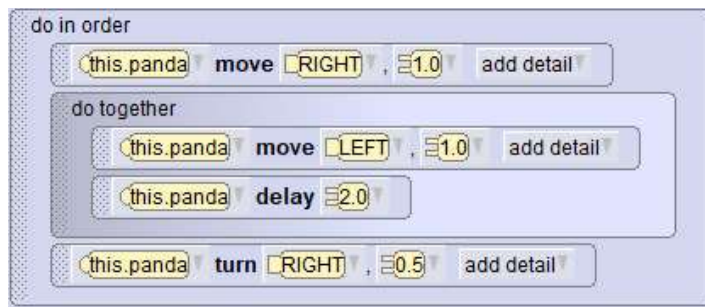 do in order
this.panda move RIGHT , 1.0 add detail
do together
this.panda move LEFT , 1.0 add detail
this.panda delay 2.0
this.panda turn RIGHT , 0.5 add detail